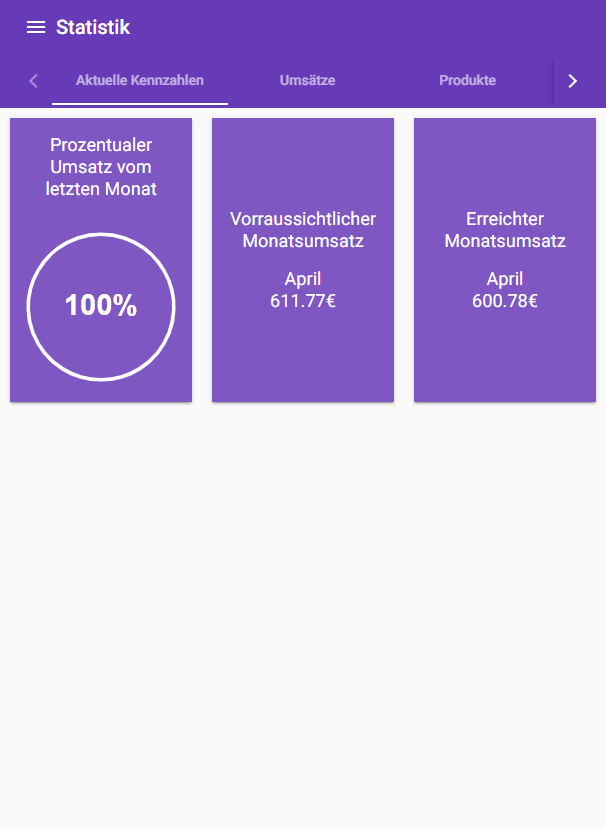 Statistik
Aktuelle Kennzahlen
Umsätze
Produkte
Prozentualer
Umsatz vom
letzten Monat
100%
Vorraussichtlicher
Monatsumsatz
April
611.77€
Erreichter
Monatsumsatz
April
600.78€